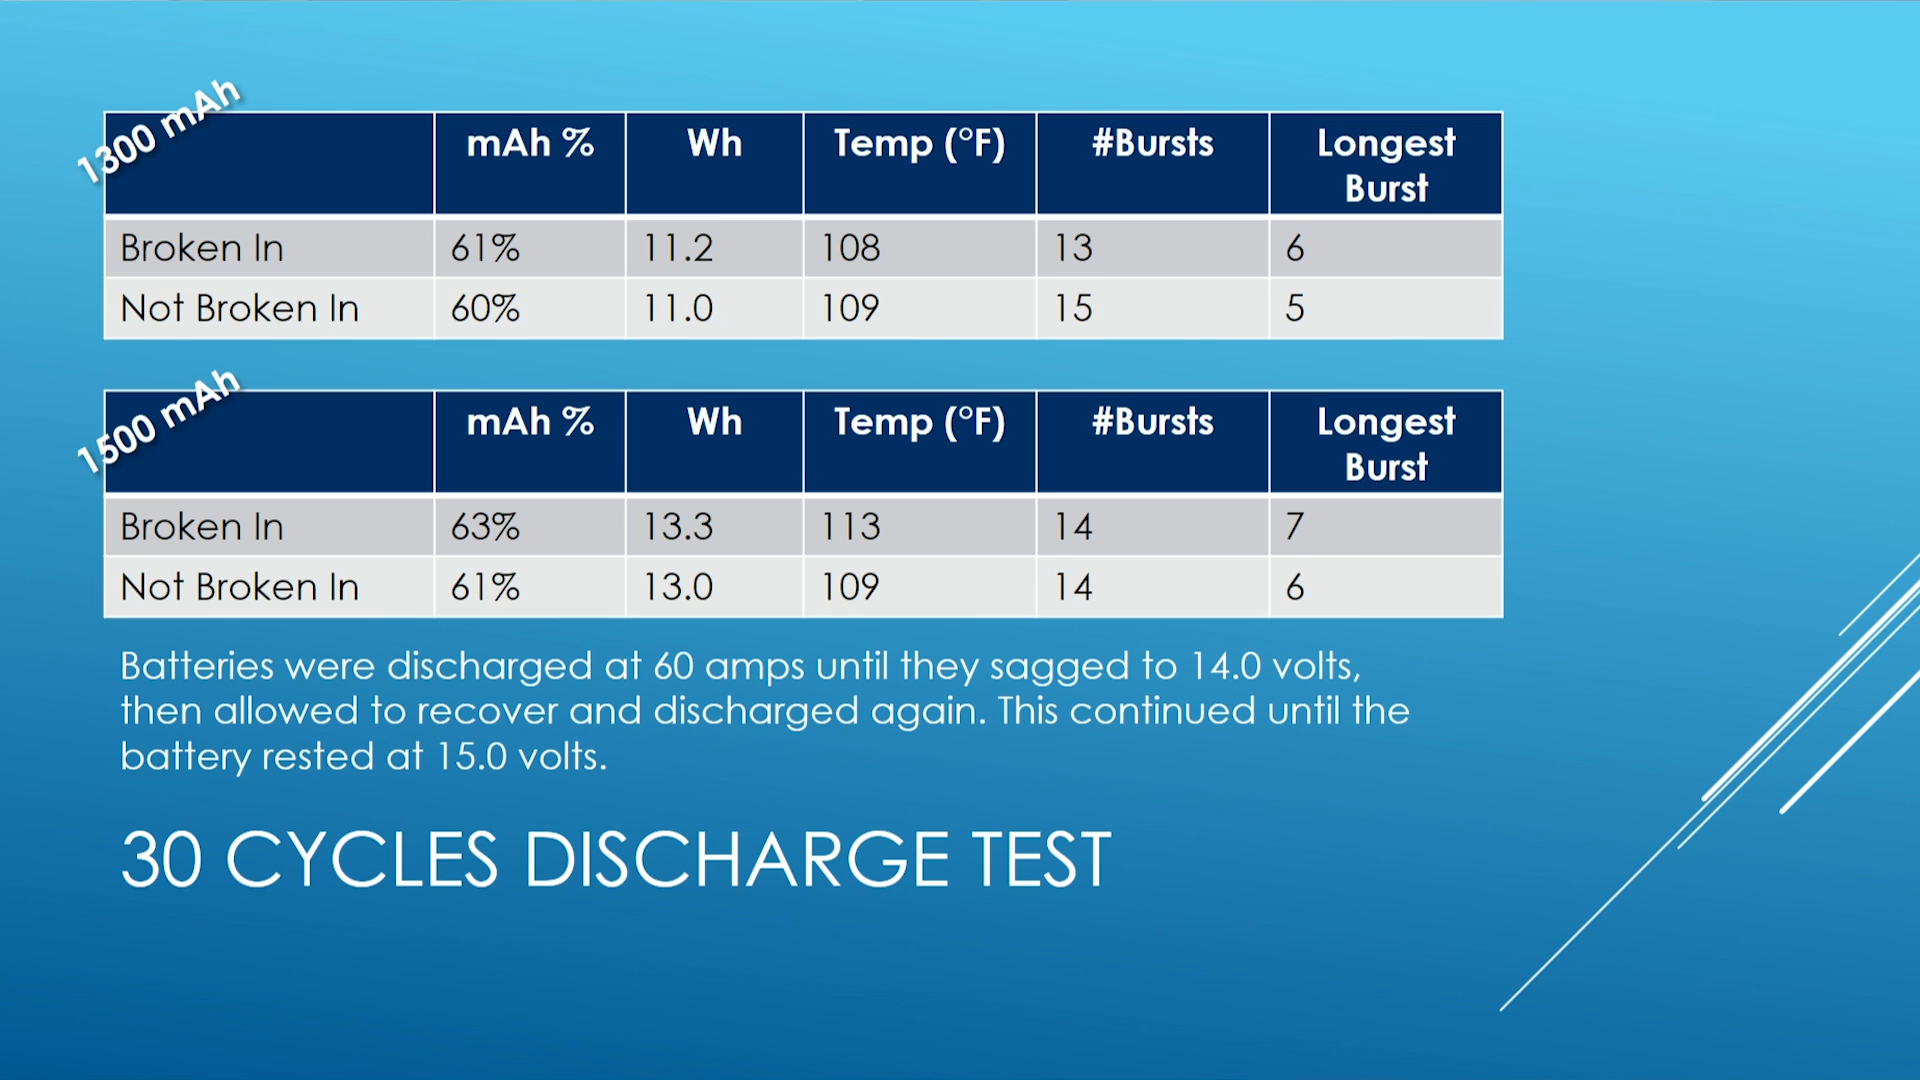 1300 mAh
mAh % Wh Temp (°F) #Bursts Longest
Burst
Broken In 61% 11.2 108 13 6
Not Broken In 60% 11.0 109 15 5
1500 mAh
mAh % Wh Temp (°F) #Bursts Longest
Burst
Broken In 63% 13.3 113 14 7
Not Broken In 61% 13.0 109 14 6
Batteries were discharged at 60 amps until they sagged to 14.0 volts,
then allowed to recover and discharged again. This continued until the
battery rested at 15.0 volts.
30 CYCLES DISCHARGE TEST